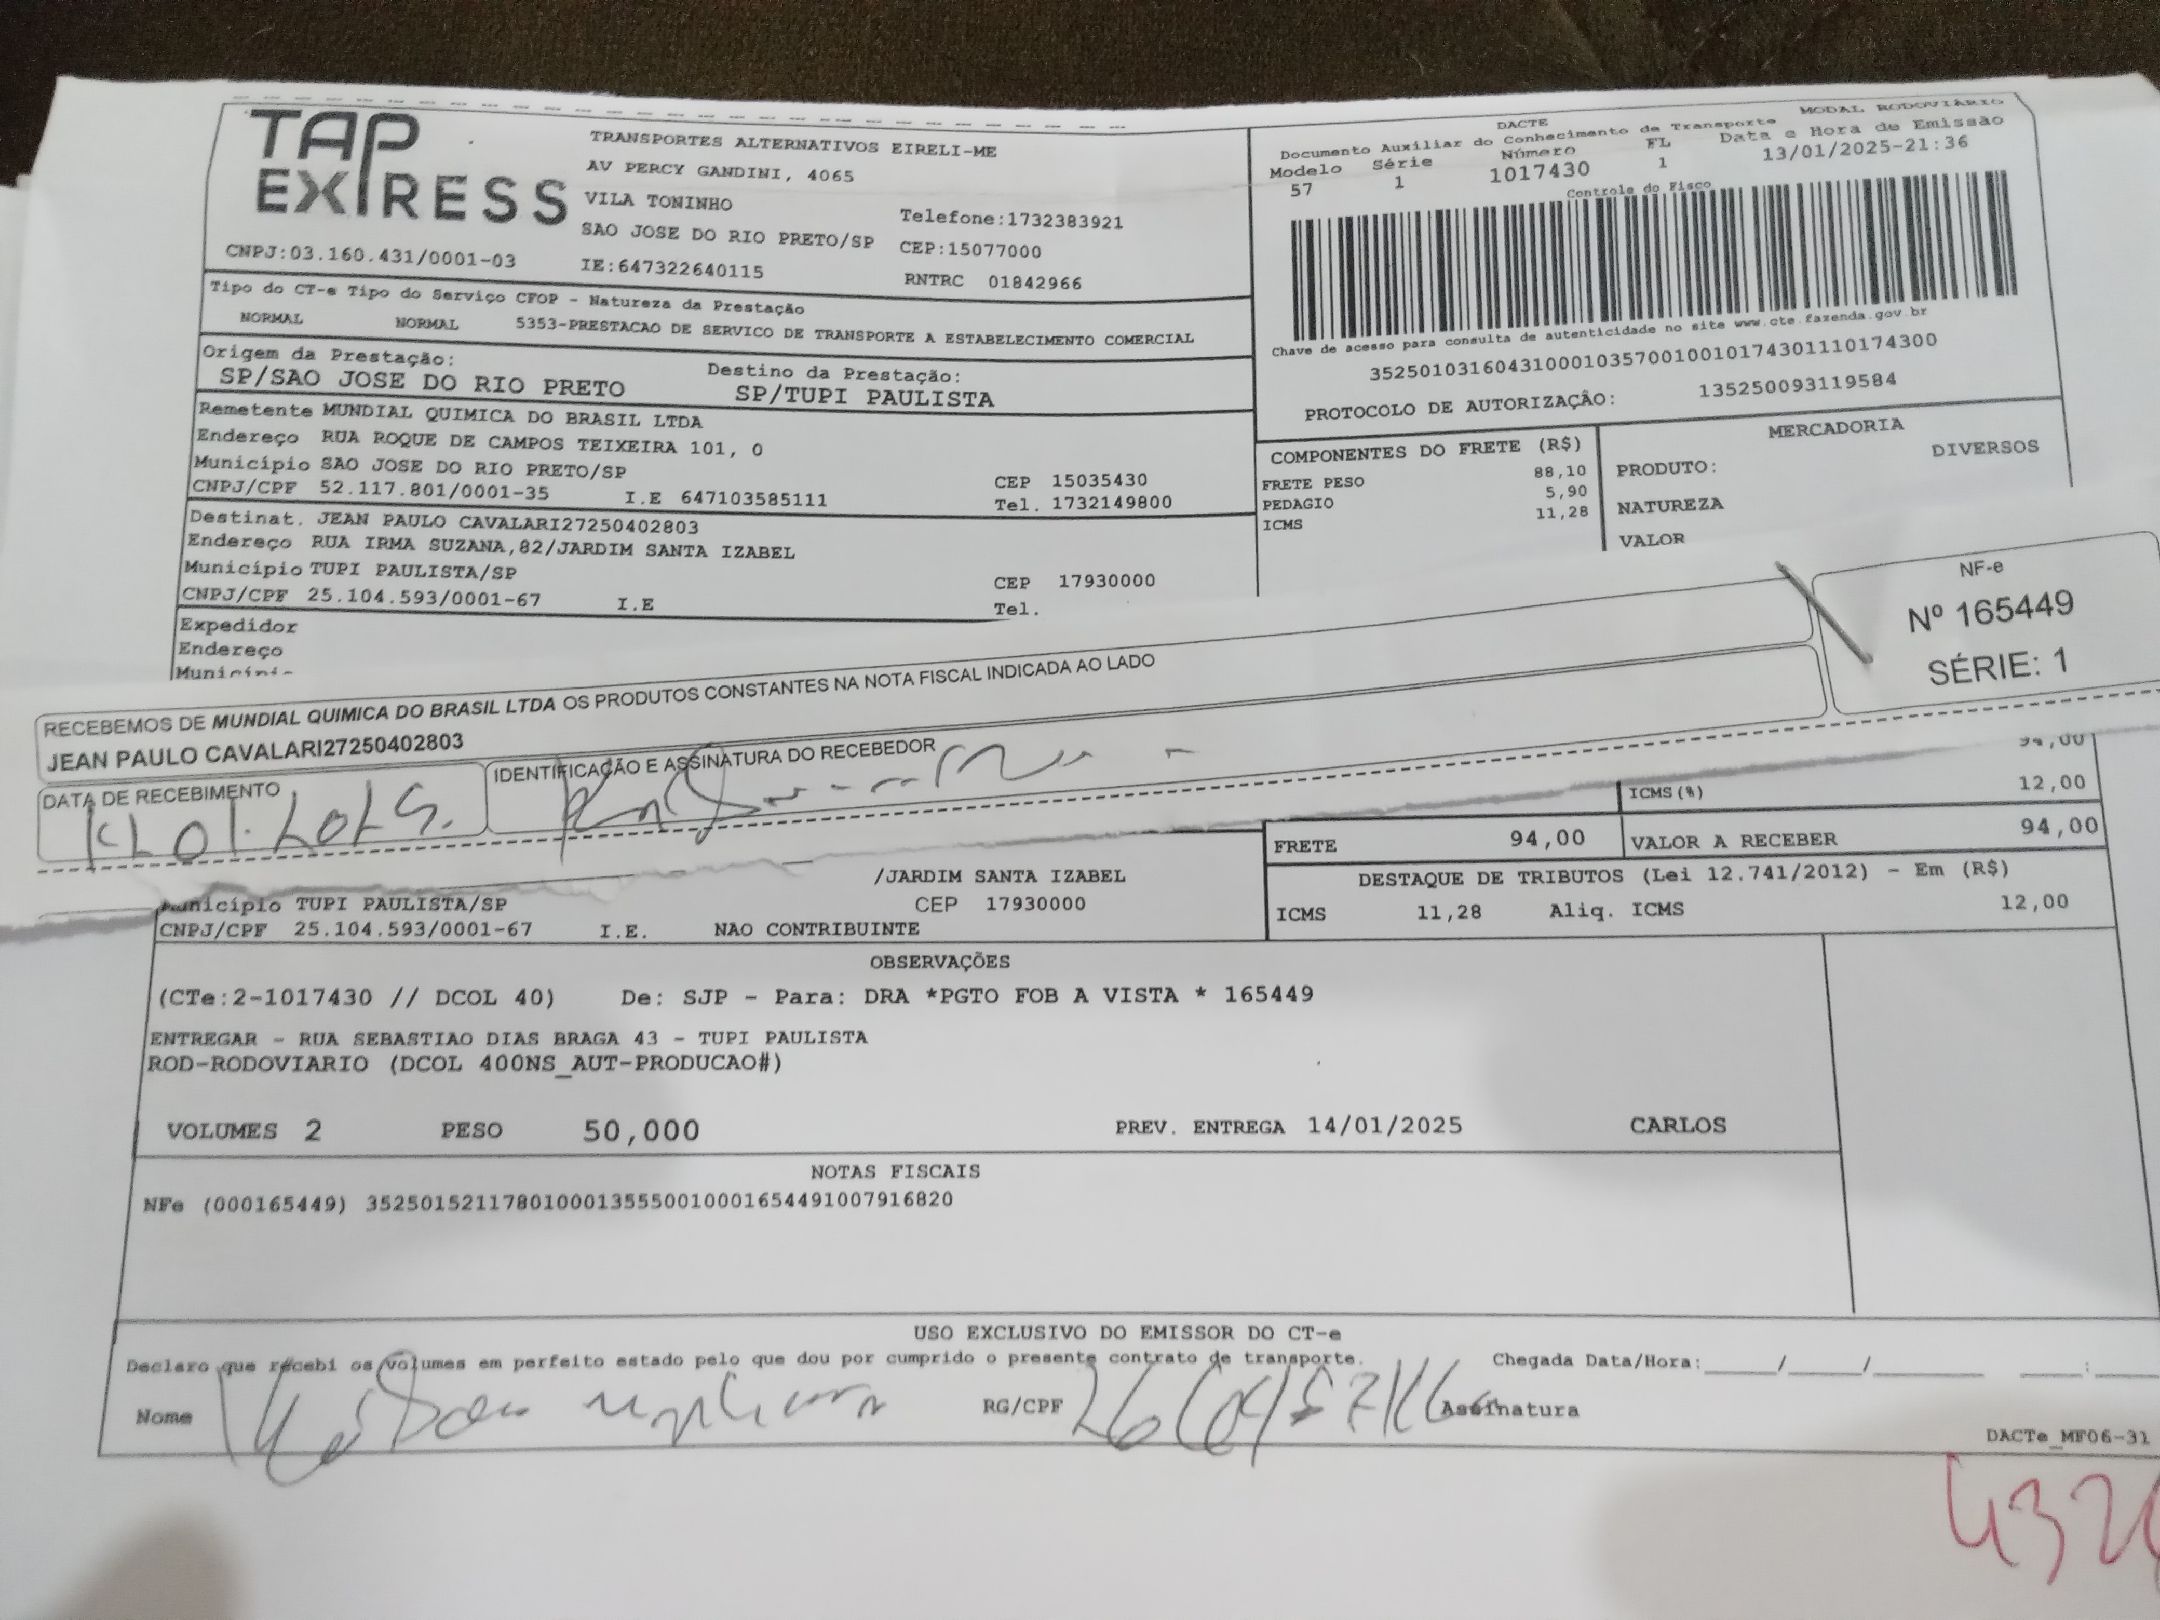 TAP
EXPRESS
TRANSPORTES ALTERNATIVOS EIRELI-ME
AV PERCY GANDINI, 4065
VILA TONINHO
SAO JOSE DO RIO PRETO/SP
Telefone:1732383921
CEP:15077000
CNPJ:03.160.431/0001-03
IE:647322640115
RNTRC 01842966
DACTE
MODAL RODOVIÁRIO
Documento Auxiliar do Conhecimento de Transporte
Modelo Série Número FL Data e Hora de Emissão
57 1 1017430 1 13/01/2025-21:36
Controle do Fisco
Chave de acesso para consulta de autenticidade no site www.cte.fazenda.gov.br
35250103160431000103570010010174301110174300
PROTOCOLO DE AUTORIZAÇÃO: 135250093119584
Tipo do CT-e Tipo do Serviço CFOP - Natureza da Prestação
NORMAL NORMAL 5353-PRESTACAO DE SERVICO DE TRANSPORTE A ESTABELECIMENTO COMERCIAL
Origem da Prestação: Destino da Prestação:
SP/SAO JOSE DO RIO PRETO SP/TUPI PAULISTA
Remetente MUNDIAL QUIMICA DO BRASIL LTDA
Endereço RUA ROQUE DE CAMPOS TEIXEIRA 101, 0
Município SAO JOSE DO RIO PRETO/SP CEP 15035430
CNPJ/CPF 52.117.801/0001-35 I.E 647103585111 Tel. 1732149800
Destinat. JEAN PAULO CAVALARI27250402803
Endereço RUA IRMA SUZANA,82/JARDIM SANTA IZABEL
Município TUPI PAULISTA/SP CEP 17930000
CNPJ/CPF 25.104.593/0001-67 I.E Tel.
Expedidor
Endereço
COMPONENTES DO FRETE (R$)
FRETE PESO 88,10
PEDAGIO 5,90
ICMS 11,28
MERCADORIA
PRODUTO: DIVERSOS
NATUREZA
VALOR
NF-e
Nº 165449
SÉRIE: 1
RECEBEMOS DE MUNDIAL QUIMICA DO BRASIL LTDA OS PRODUTOS CONSTANTES NA NOTA FISCAL INDICADA AO LADO
JEAN PAULO CAVALARI27250402803
DATA DE RECEBIMENTO
IDENTIFICAÇÃO E ASSINATURA DO RECEBEDOR
94,00
ICMS(%) 12,00
FRETE 94,00 VALOR A RECEBER 94,00
DESTAQUE DE TRIBUTOS (Lei 12.741/2012) - Em (R$)
ICMS 11,28 Aliq. ICMS 12,00
/JARDIM SANTA IZABEL
Município TUPI PAULISTA/SP CEP 17930000
CNPJ/CPF 25.104.593/0001-67 I.E. NAO CONTRIBUINTE
OBSERVAÇÕES
(CTe:2-1017430 // DCOL 40) De: SJP - Para: DRA *PGTO FOB A VISTA * 165449
ENTREGAR - RUA SEBASTIAO DIAS BRAGA 43 - TUPI PAULISTA
ROD-RODOVIARIO (DCOL 400NS_AUT-PRODUCAO#)
VOLUMES 2 PESO 50,000 PREV. ENTREGA 14/01/2025 CARLOS
NOTAS FISCAIS
NFe (000165449) 35250152117801000135550010001654491007916820
USO EXCLUSIVO DO EMISSOR DO CT-e
Declaro que recebi os volumes em perfeito estado pelo que dou por cumprido o presente contrato de transporte.
Chegada Data/Hora:_____/_____/_________ _____:
Nome RG/CPF Assinatura
DACTe_MF06-31